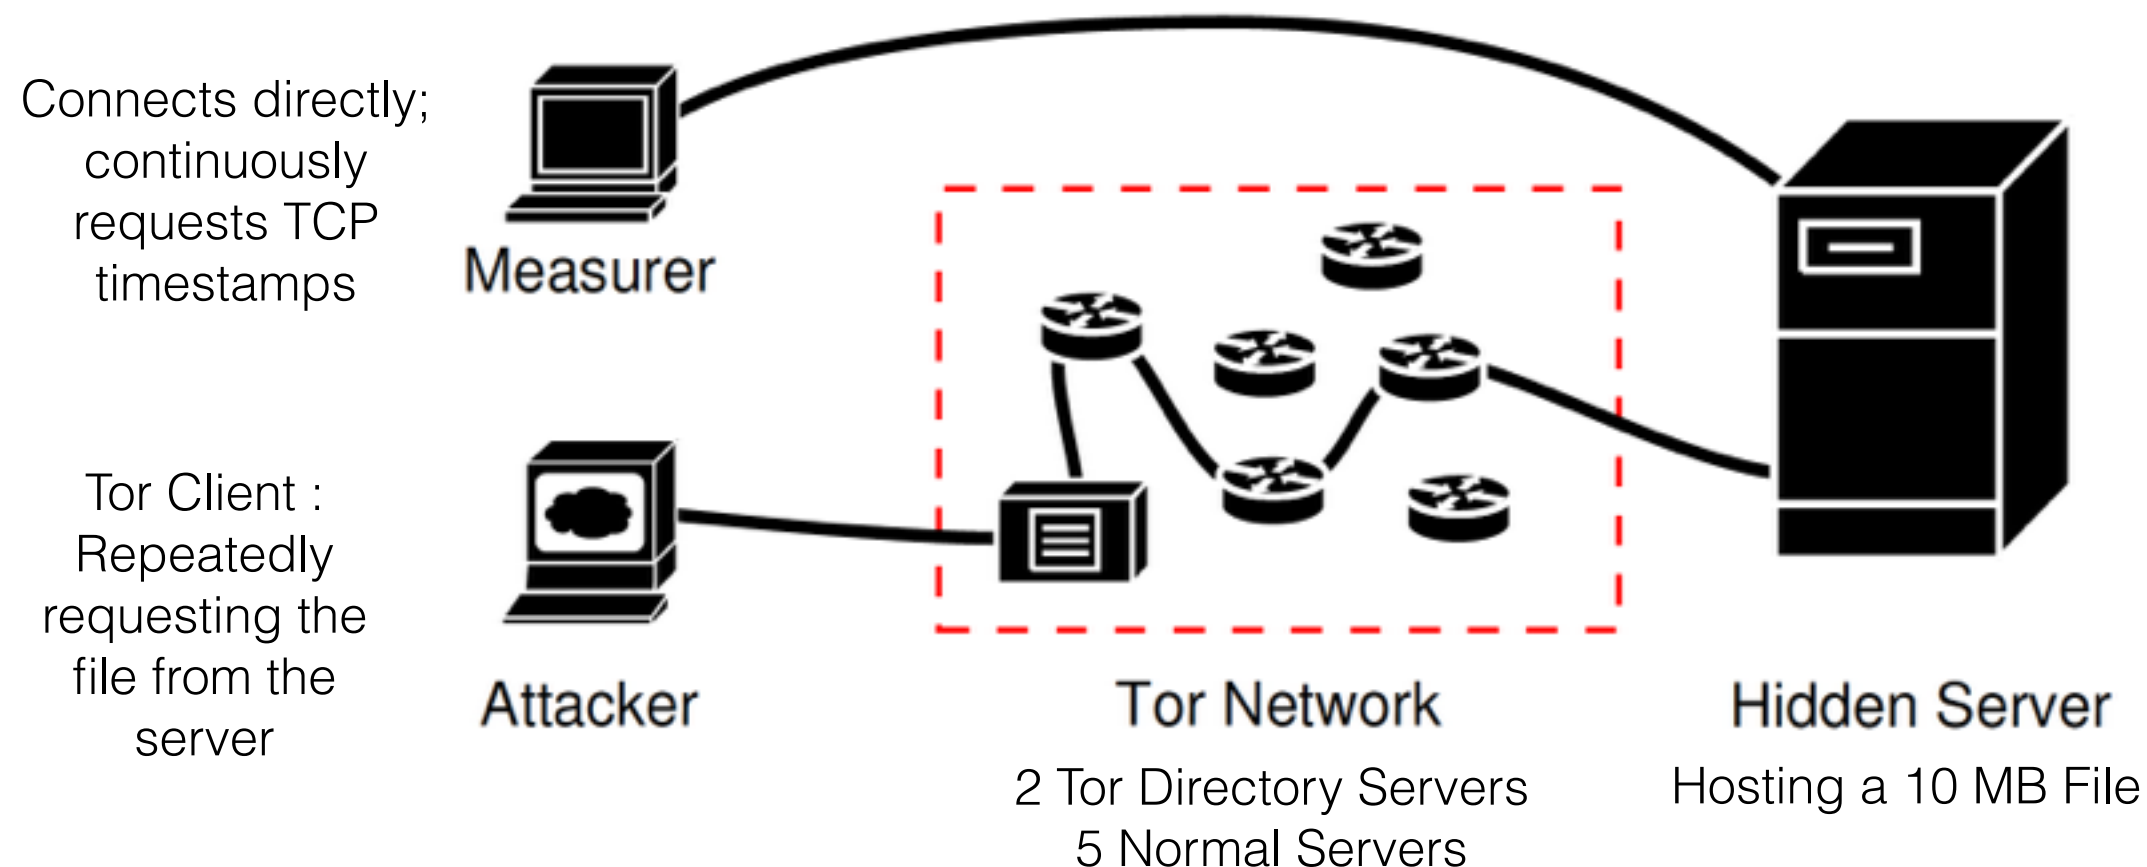 Connects directly;
continuously
requests TCP
timestamps
Measurer
Tor Client :
Repeatedly
requesting the
file from the
server
Attacker
Tor Network
2 Tor Directory Servers
5 Normal Servers
Hidden Server
Hosting a 10 MB File